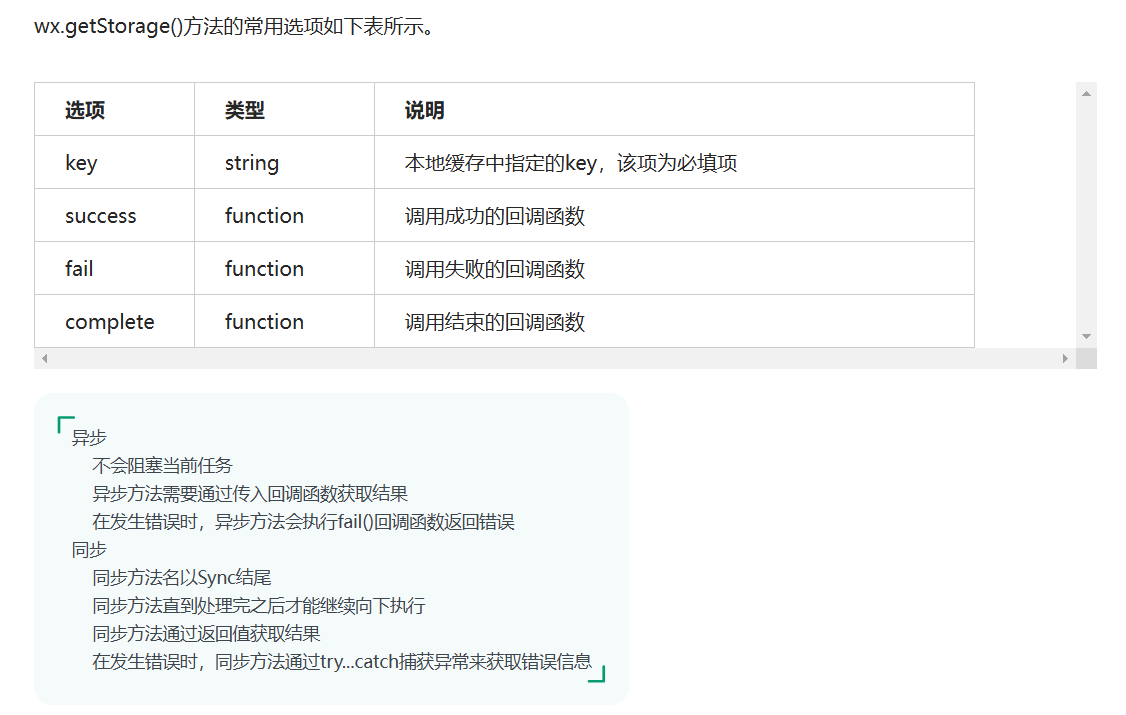 wx.getStorage()方法的常用选项如下表所示。
选项 类型 说明
key string 本地缓存中指定的key，该项为必填项
success function 调用成功的回调函数
fail function 调用失败的回调函数
complete function 调用结束的回调函数
异步
不会阻塞当前任务
异步方法需要通过传入回调函数获取结果
在发生错误时，异步方法会执行fail()回调函数返回错误
同步
同步方法名以Sync结尾
同步方法直到处理完之后才能继续向下执行
同步方法通过返回值获取结果
在发生错误时，同步方法通过try...catch捕获异常来获取错误信息